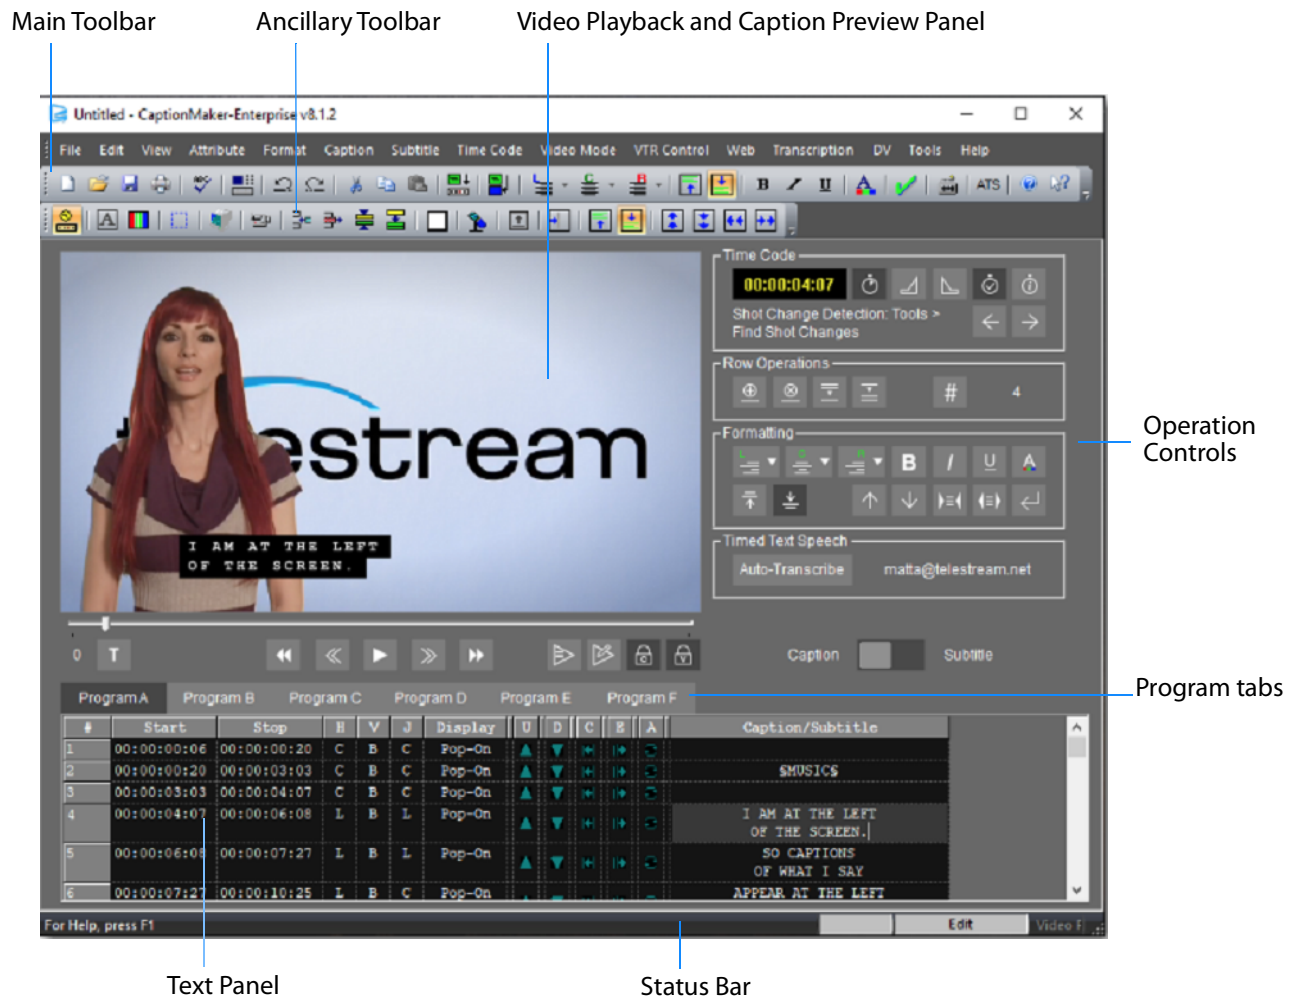 Main Toolbar
Ancillary Toolbar
Video Playback and Caption Preview Panel
Untitled - CaptionMaker-Enterprise v8.1.2
File Edit View Attribute Format Caption Subtitle Time Code Video Mode VTR Control Web Transcription DV Tools Help
B I U A ATS
A
Time Code
00:00:04:07
Shot Change Detection: Tools >
Find Shot Changes
Row Operations
# 4
Operation
Controls
Formatting
L C R B I U A
telestream
I AM AT THE LEFT
OF THE SCREEN.
Timed Text Speech
Auto-Transcribe matta@telestream.net
0 T C V
Caption Subtitle
Program A Program B Program C Program D Program E Program F
Program tabs
# Start Stop H V J Display U D C E A Caption/Subtitle
1 00:00:00:06 00:00:00:20 C B C Pop-On
2 00:00:00:20 00:00:03:03 C B C Pop-On §MUSIC§
3 00:00:03:03 00:00:04:07 C B C Pop-On
4 00:00:04:07 00:00:06:08 L B L Pop-On I AM AT THE LEFT
OF THE SCREEN.
5 00:00:06:08 00:00:07:27 L B L Pop-On SO CAPTIONS
OF WHAT I SAY
6 00:00:07:27 00:00:10:25 L B C Pop-On APPEAR AT THE LEFT
For Help, press F1 Edit Video F
Text Panel
Status Bar